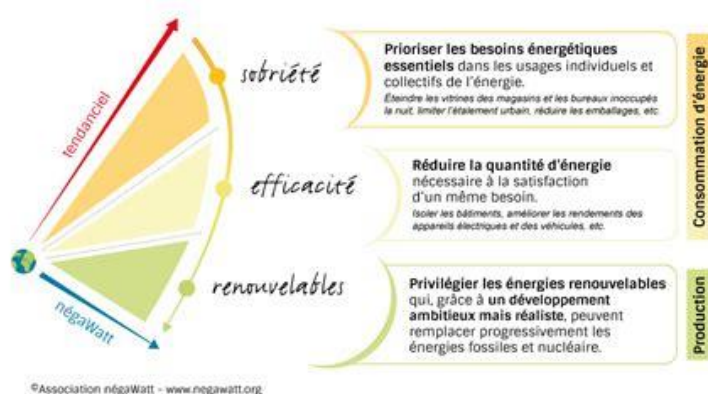 tendanciel
négaWatt
sobriété
Prioriser les besoins énergétiques
essentiels dans les usages individuels et
collectifs de l'énergie.
Éteindre les vitrines des magasins et les bureaux inoccupés
la nuit, limiter l'étalement urbain, réduire les emballages, etc.
efficacité
Réduire la quantité d'énergie
nécessaire à la satisfaction
d'un même besoin.
Isoler les bâtiments, améliorer les rendements des
appareils électriques et des véhicules, etc.
Consommation d'énergie
renouvelables
Privilégier les énergies renouvelables
qui, grâce à un développement
ambitieux mais réaliste, peuvent
remplacer progressivement les
énergies fossiles et nucléaire.
Production
©Association négaWatt - www.negawatt.org